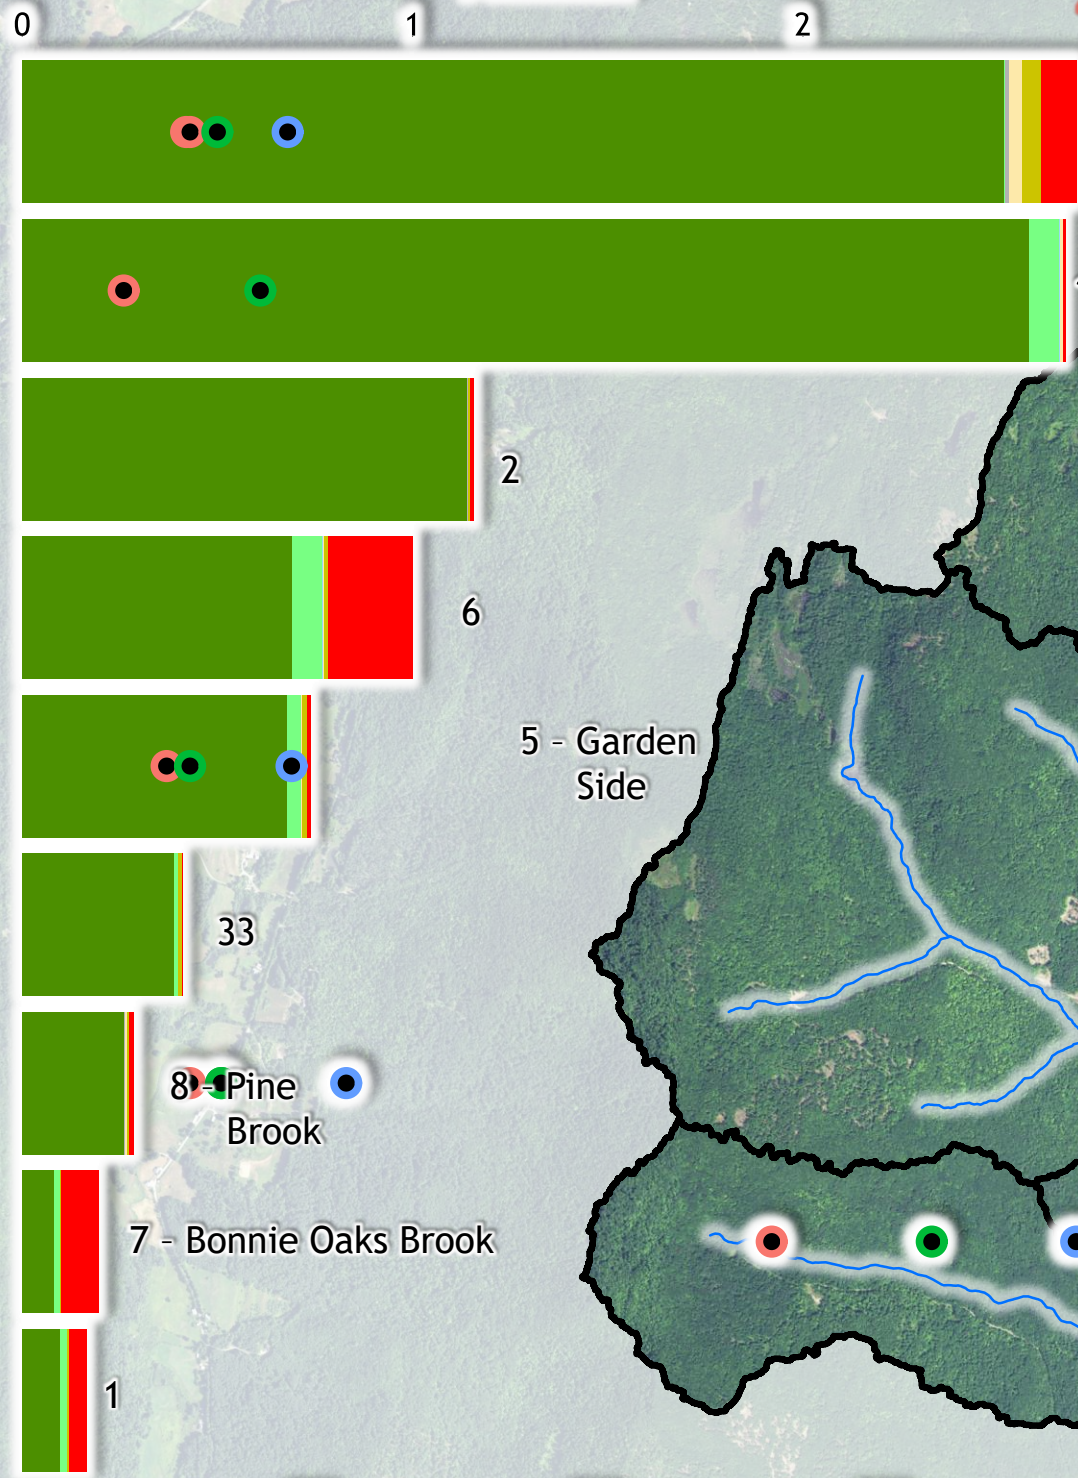 0 1 2
2
6
5 - Garden
Side
33
8 - Pine
Brook
7 - Bonnie Oaks Brook
1